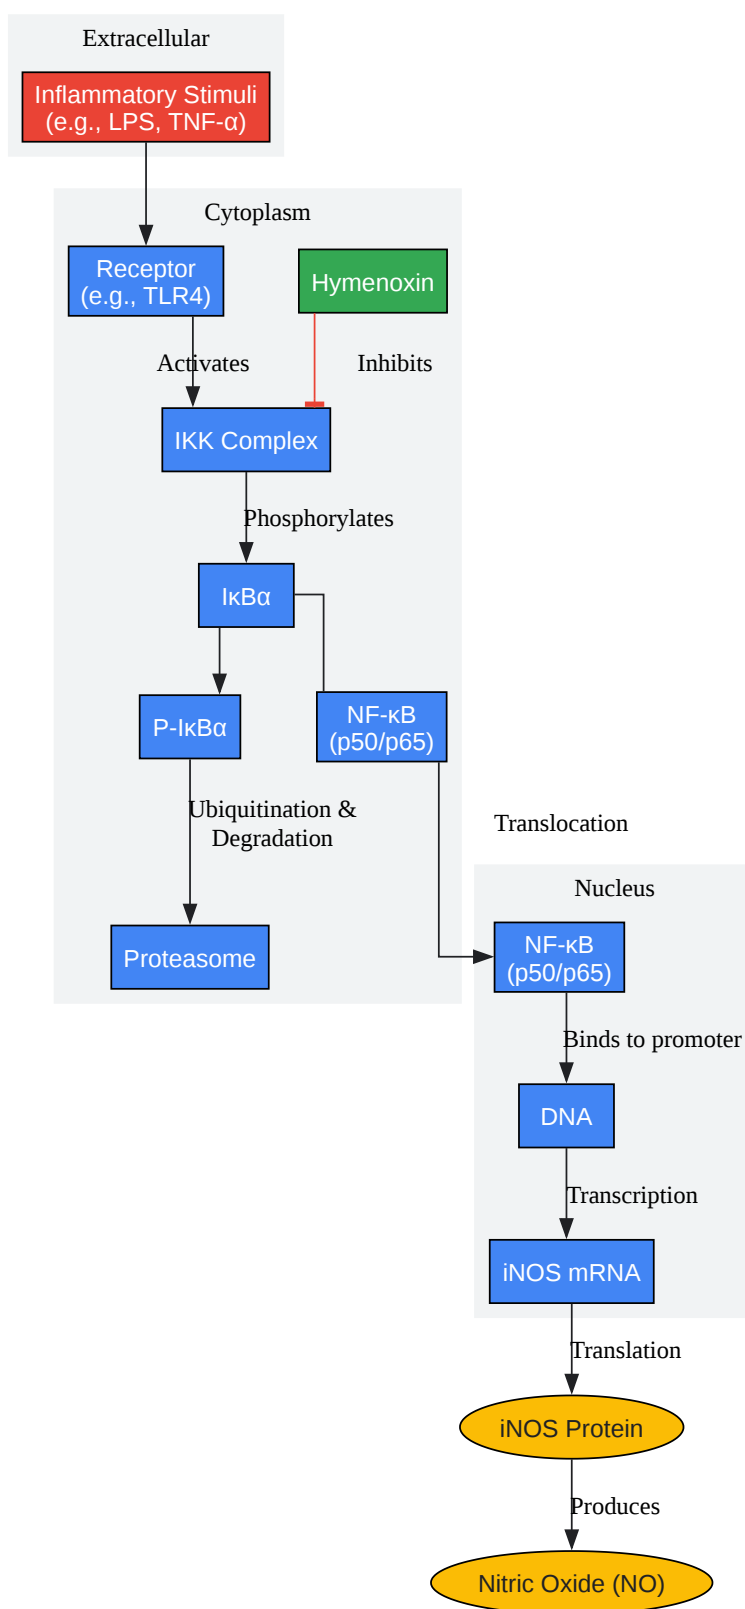 Extracellular
Inflammatory Stimuli
(e.g., LPS, TNF-α)
Cytoplasm
Receptor
(e.g., TLR4)
Hymenoxin
Activates
Inhibits
IKK Complex
Phosphorylates
IκBα
P-IκBα
NF-κB
(p50/p65)
Ubiquitination &
Degradation
Translocation
Nucleus
Proteasome
NF-κB
(p50/p65)
Binds to promoter
DNA
Transcription
iNOS mRNA
Translation
iNOS Protein
Produces
Nitric Oxide (NO)